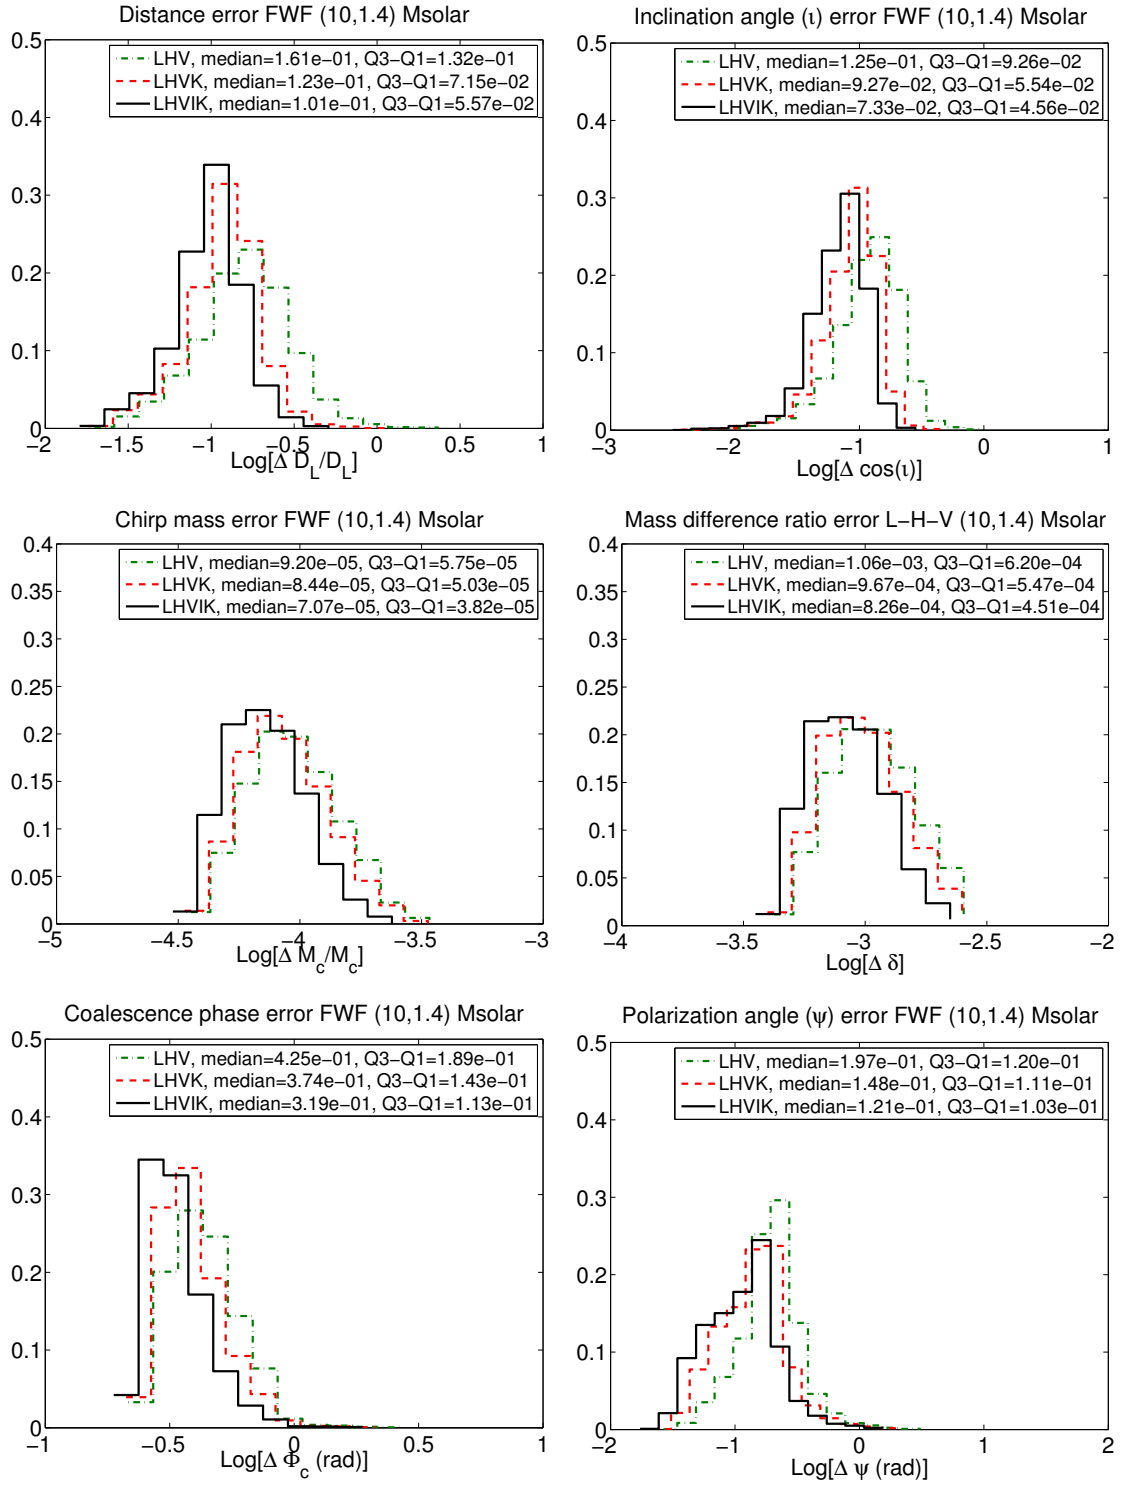 Distance error FWF (10,1.4) Msolar
LHV, median=1.61e−01, Q3−Q1=1.32e−01
LHVK, median=1.23e−01, Q3−Q1=7.15e−02
LHVIK, median=1.01e−01, Q3−Q1=5.57e−02
0.5
0.4
0.3
0.2
0.1
0
−2
−1.5
−1
−0.5
0
0.5
1
Log[Δ D_L/D_L]
Inclination angle (ι) error FWF (10,1.4) Msolar
LHV, median=1.25e−01, Q3−Q1=9.26e−02
LHVK, median=9.27e−02, Q3−Q1=5.54e−02
LHVIK, median=7.33e−02, Q3−Q1=4.56e−02
0.5
0.4
0.3
0.2
0.1
0
−3
−2
−1
0
1
Log[Δ cos(ι)]
Chirp mass error FWF (10,1.4) Msolar
LHV, median=9.20e−05, Q3−Q1=5.75e−05
LHVK, median=8.44e−05, Q3−Q1=5.03e−05
LHVIK, median=7.07e−05, Q3−Q1=3.82e−05
0.4
0.35
0.3
0.25
0.2
0.15
0.1
0.05
0
−5
−4.5
−4
−3.5
−3
Log[Δ M_c/M_c]
Mass difference ratio error L−H−V (10,1.4) Msolar
LHV, median=1.06e−03, Q3−Q1=6.20e−04
LHVK, median=9.67e−04, Q3−Q1=5.47e−04
LHVIK, median=8.26e−04, Q3−Q1=4.51e−04
0.4
0.35
0.3
0.25
0.2
0.15
0.1
0.05
0
−4
−3.5
−3
−2.5
−2
Log[Δ δ]
Coalescence phase error FWF (10,1.4) Msolar
LHV, median=4.25e−01, Q3−Q1=1.89e−01
LHVK, median=3.74e−01, Q3−Q1=1.43e−01
LHVIK, median=3.19e−01, Q3−Q1=1.13e−01
0.5
0.4
0.3
0.2
0.1
0
−1
−0.5
0
0.5
1
Log[Δ Φ_c (rad)]
Polarization angle (ψ) error FWF (10,1.4) Msolar
LHV, median=1.97e−01, Q3−Q1=1.20e−01
LHVK, median=1.48e−01, Q3−Q1=1.11e−01
LHVIK, median=1.21e−01, Q3−Q1=1.03e−01
0.5
0.4
0.3
0.2
0.1
0
−2
−1
0
1
2
Log[Δ ψ (rad)]